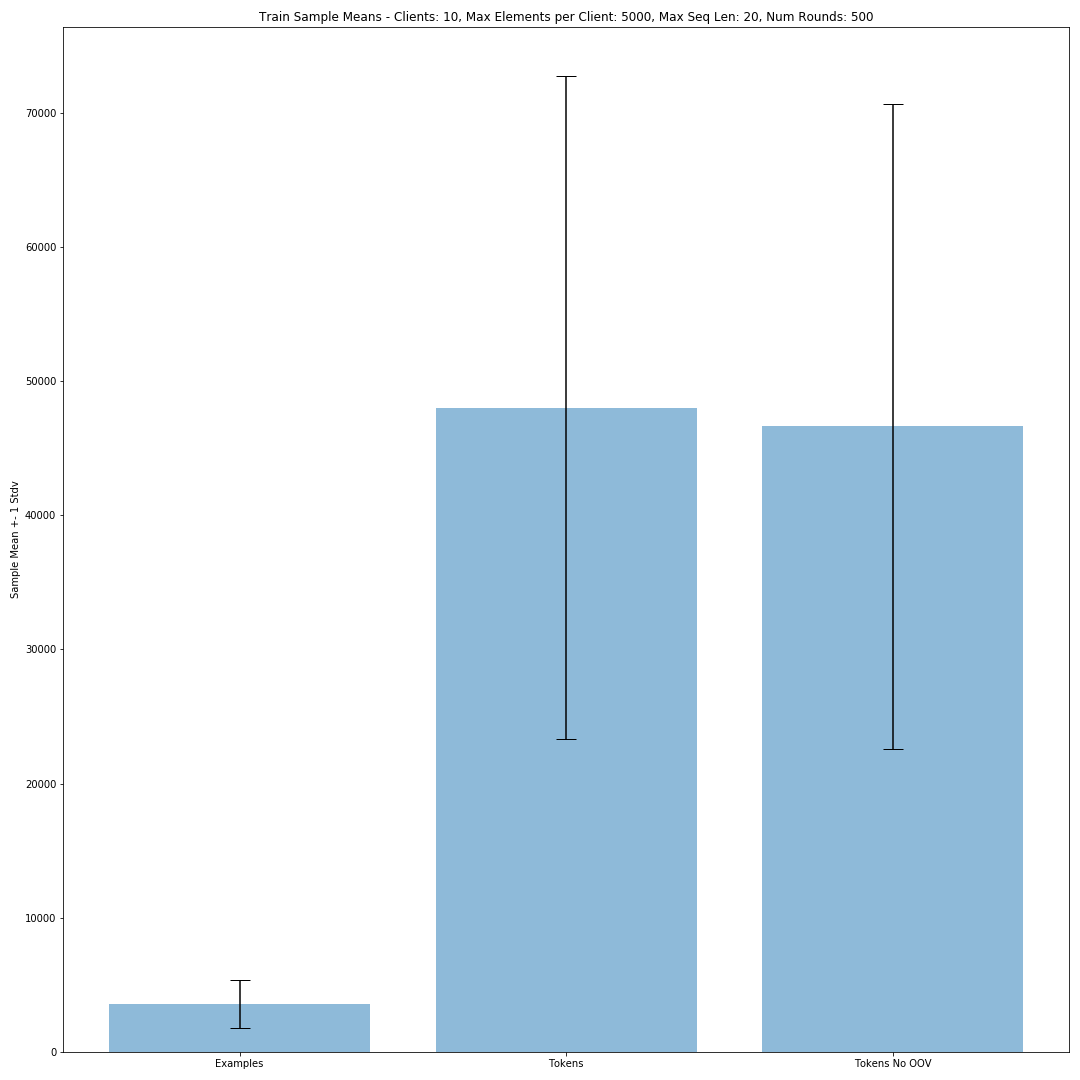 Train Sample Means - Clients: 10, Max Elements per Client: 5000, Max Seq Len: 20, Num Rounds: 500
Sample Mean +- 1 Stdv
70000
60000
50000
40000
30000
20000
10000
0
Examples
Tokens
Tokens No OOV